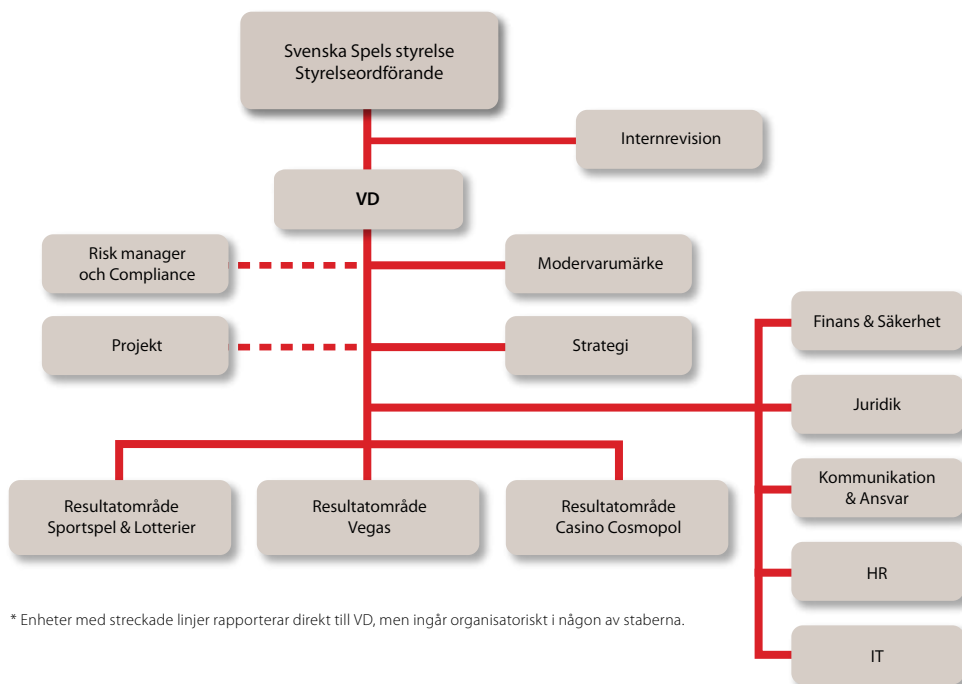 Svenska Spels styrelse
Styrelseordförande
Internrevision
VD
Risk manager
och Compliance
Modervarumärke
Projekt
Strategi
Finans & Säkerhet
Juridik
Kommunikation
& Ansvar
HR
IT
Resultatområde
Sportspel & Lotterier
Resultatområde
Vegas
Resultatområde
Casino Cosmopol
* Enheter med streckade linjer rapporterar direkt till VD, men ingår organisatoriskt i någon av staberna.